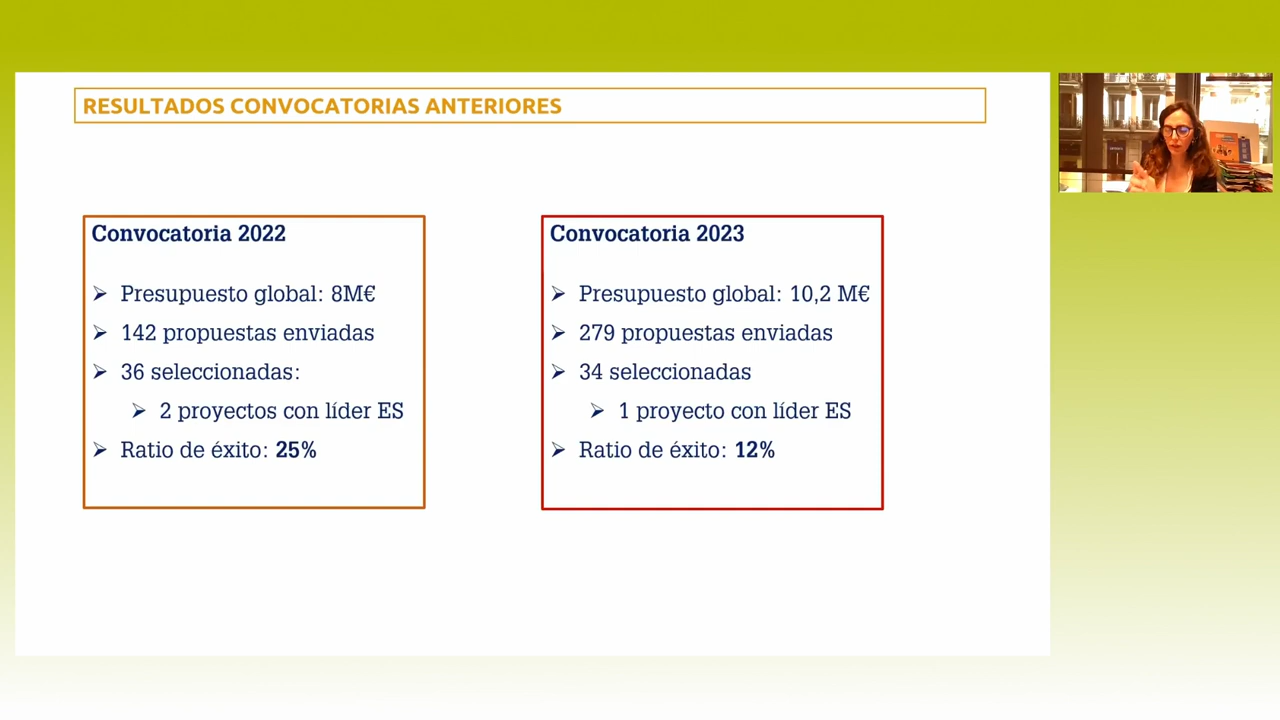 RESULTADOS CONVOCATORIAS ANTERIORES
Convocatoria 2022
➢ Presupuesto global: 8M€
➢ 142 propuestas enviadas
➢ 36 seleccionadas:
➢ 2 proyectos con líder ES
➢ Ratio de éxito: 25%
Convocatoria 2023
➢ Presupuesto global: 10,2 M€
➢ 279 propuestas enviadas
➢ 34 seleccionadas
➢ 1 proyecto con líder ES
➢ Ratio de éxito: 12%